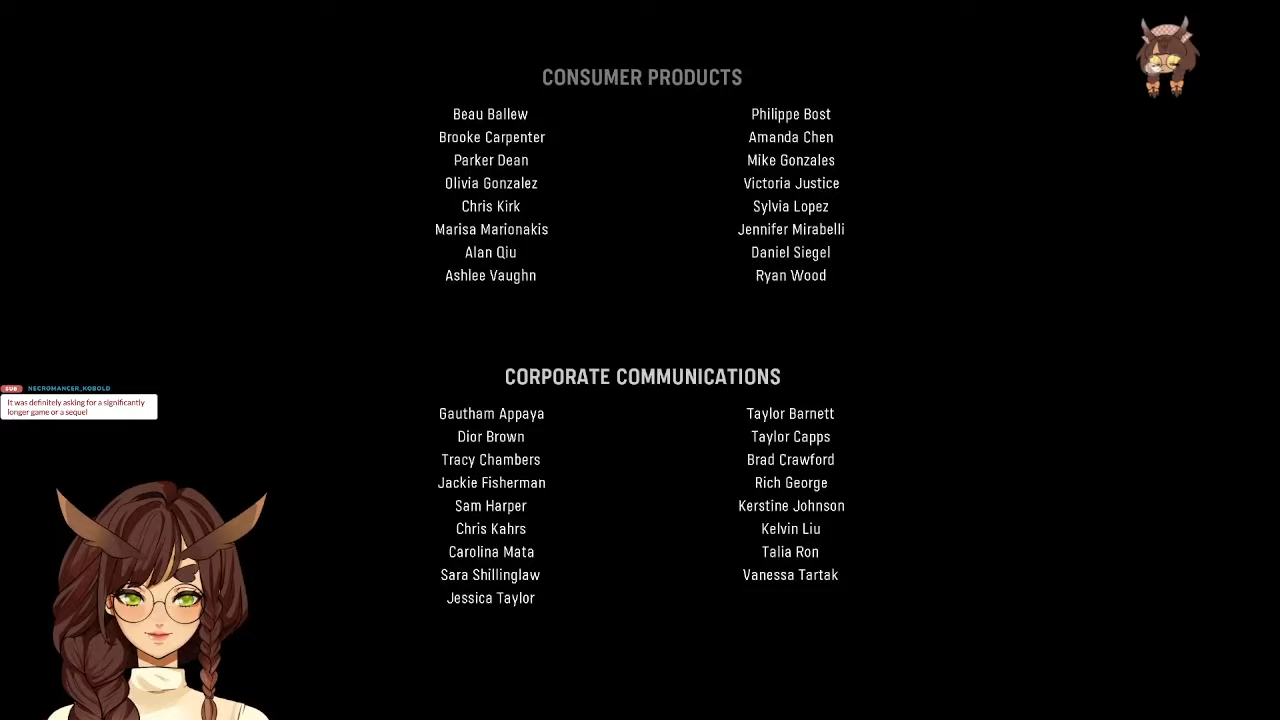 CONSUMER PRODUCTS
Beau Ballew
Philippe Bost
Brooke Carpenter
Amanda Chen
Parker Dean
Mike Gonzales
Olivia Gonzalez
Victoria Justice
Chris Kirk
Sylvia Lopez
Marisa Marionakis
Jennifer Mirabelli
Alan Qiu
Daniel Siegel
Ashlee Vaughn
Ryan Wood
CORPORATE COMMUNICATIONS
Gautham Appaya
Taylor Barnett
Dior Brown
Taylor Capps
Tracy Chambers
Brad Crawford
Jackie Fisherman
Rich George
Sam Harper
Kerstine Johnson
Chris Kahrs
Kelvin Liu
Carolina Mata
Talia Ron
Sara Shillinglaw
Vanessa Tartak
Jessica Taylor
SUB NECROMANCER_KOBOLD
It was definitely asking for a significantly
longer game or a sequel